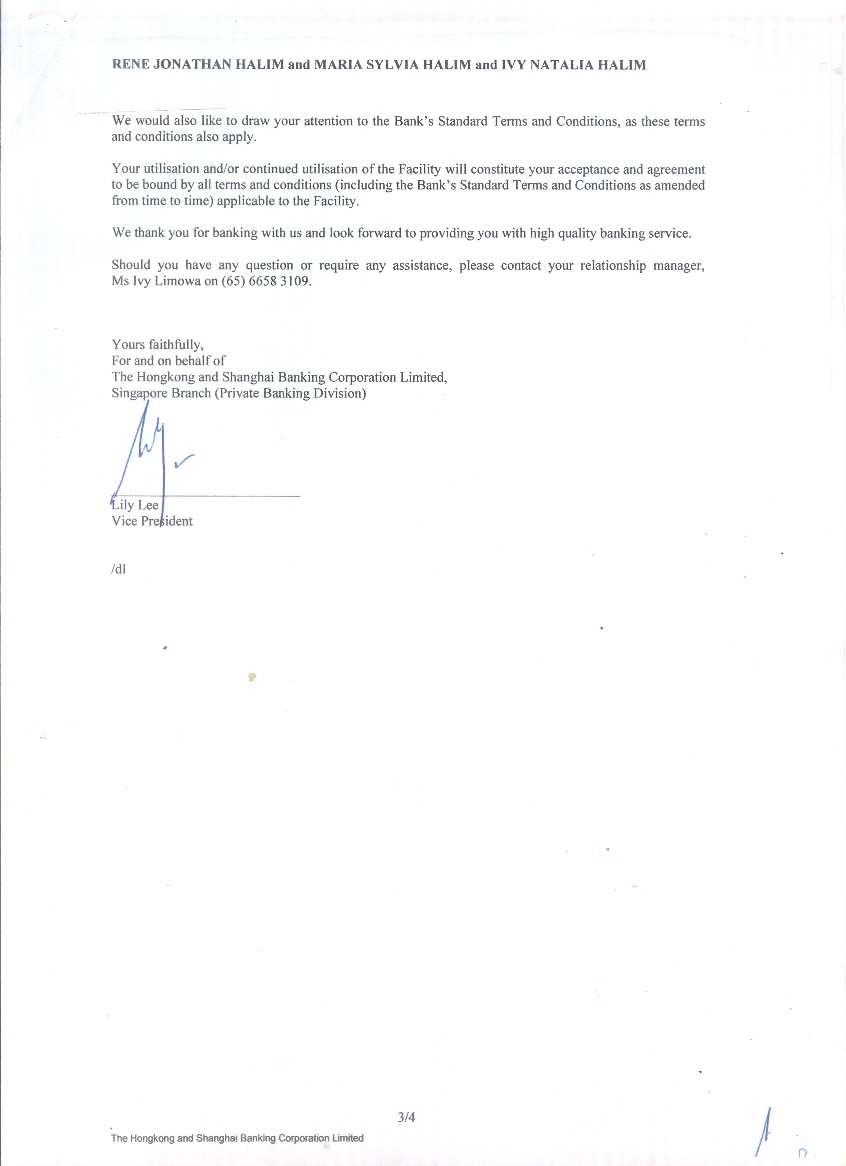 RENE JONATHAN HALIM and MARIA SYLVIA HALIM and IVY NATALIA HALIM
We would also like to draw your attention to the Bank's Standard Terms and Conditions, as these terms
and conditions also apply.
Your utilisation and/or continued utilisation of the Facility will constitute your acceptance and agreement
to be bound by all terms and conditions (including the Bank's Standard Terms and Conditions as amended
from time to time) applicable to the Facility.
We thank you for banking with us and look forward to providing you with high quality banking service.
Should you have any question or require any assistance, please contact your relationship manager,
Ms Ivy Limowa on (65) 6658 3109.
Yours faithfully,
For and on behalf of
The Hongkong and Shanghai Banking Corporation Limited,
Singapore Branch (Private Banking Division)
Lily Lee
Vice President
/dl
3/4
The Hongkong and Shanghai Banking Corporation Limited